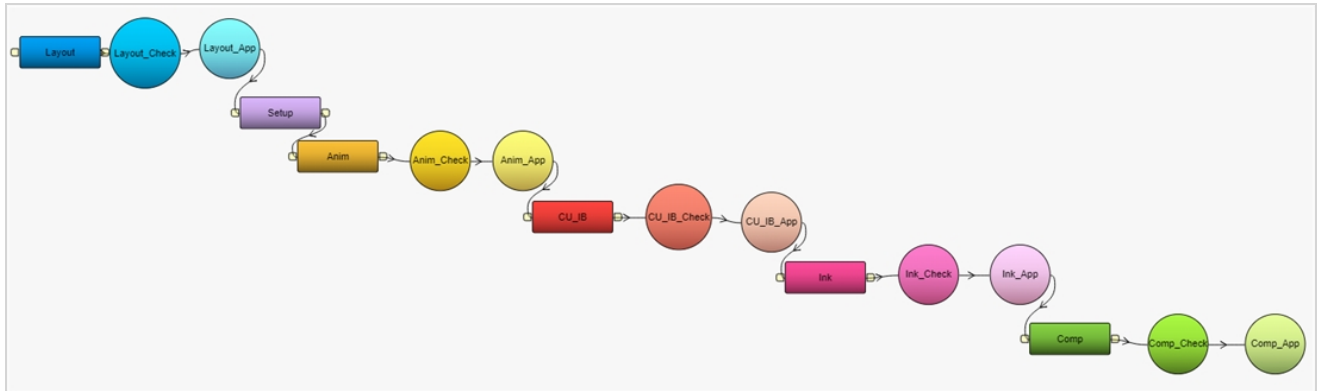 Layout
Layout_Check
Layout_App
Setup
Anim
Anim_Check
Anim_App
CU_IB
CU_IB_Check
CU_IB_App
Ink
Ink_Check
Ink_App
Comp
Comp_Check
Comp_App